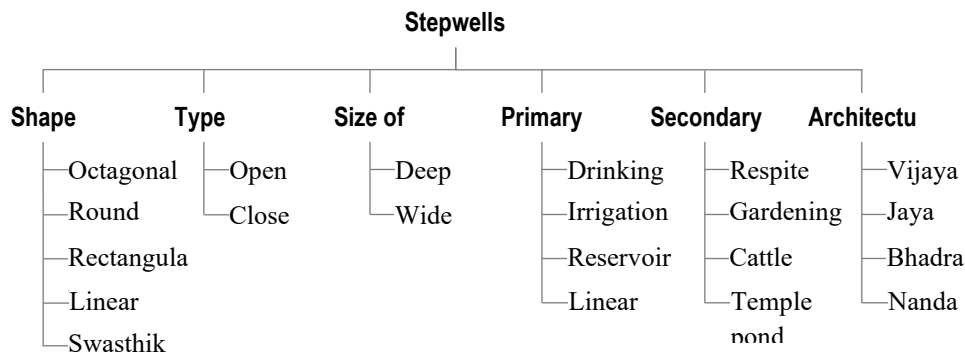 Stepwells
Shape Type Size of Primary Secondary Architectu
Octagonal Open Deep Drinking Respite Vijaya
Round Close Wide Irrigation Gardening Jaya
Rectangula Reservoir Cattle Bhadra
Linear Linear Temple Nanda
Swasthik pond